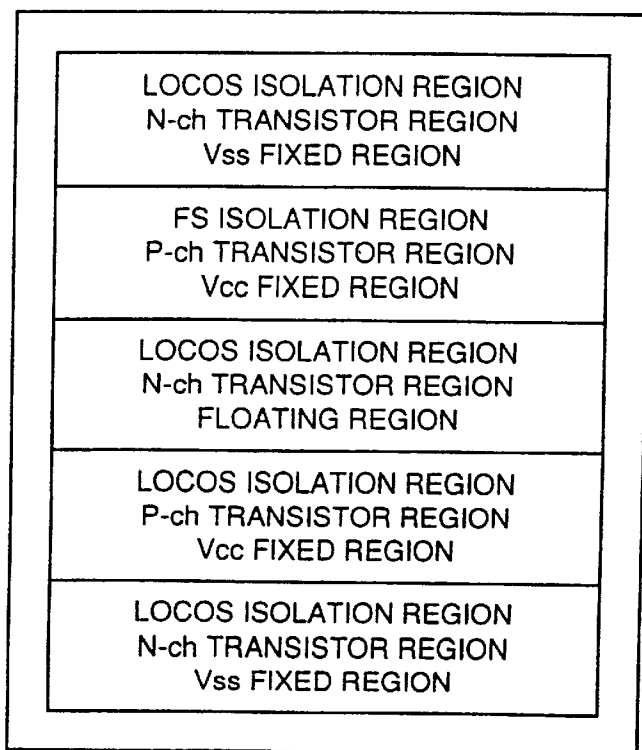 LOCOS ISOLATION REGION
N-ch TRANSISTOR REGION
Vss FIXED REGION
FS ISOLATION REGION
P-ch TRANSISTOR REGION
Vcc FIXED REGION
LOCOS ISOLATION REGION
N-ch TRANSISTOR REGION
FLOATING REGION
LOCOS ISOLATION REGION
P-ch TRANSISTOR REGION
Vcc FIXED REGION
LOCOS ISOLATION REGION
N-ch TRANSISTOR REGION
Vss FIXED REGION